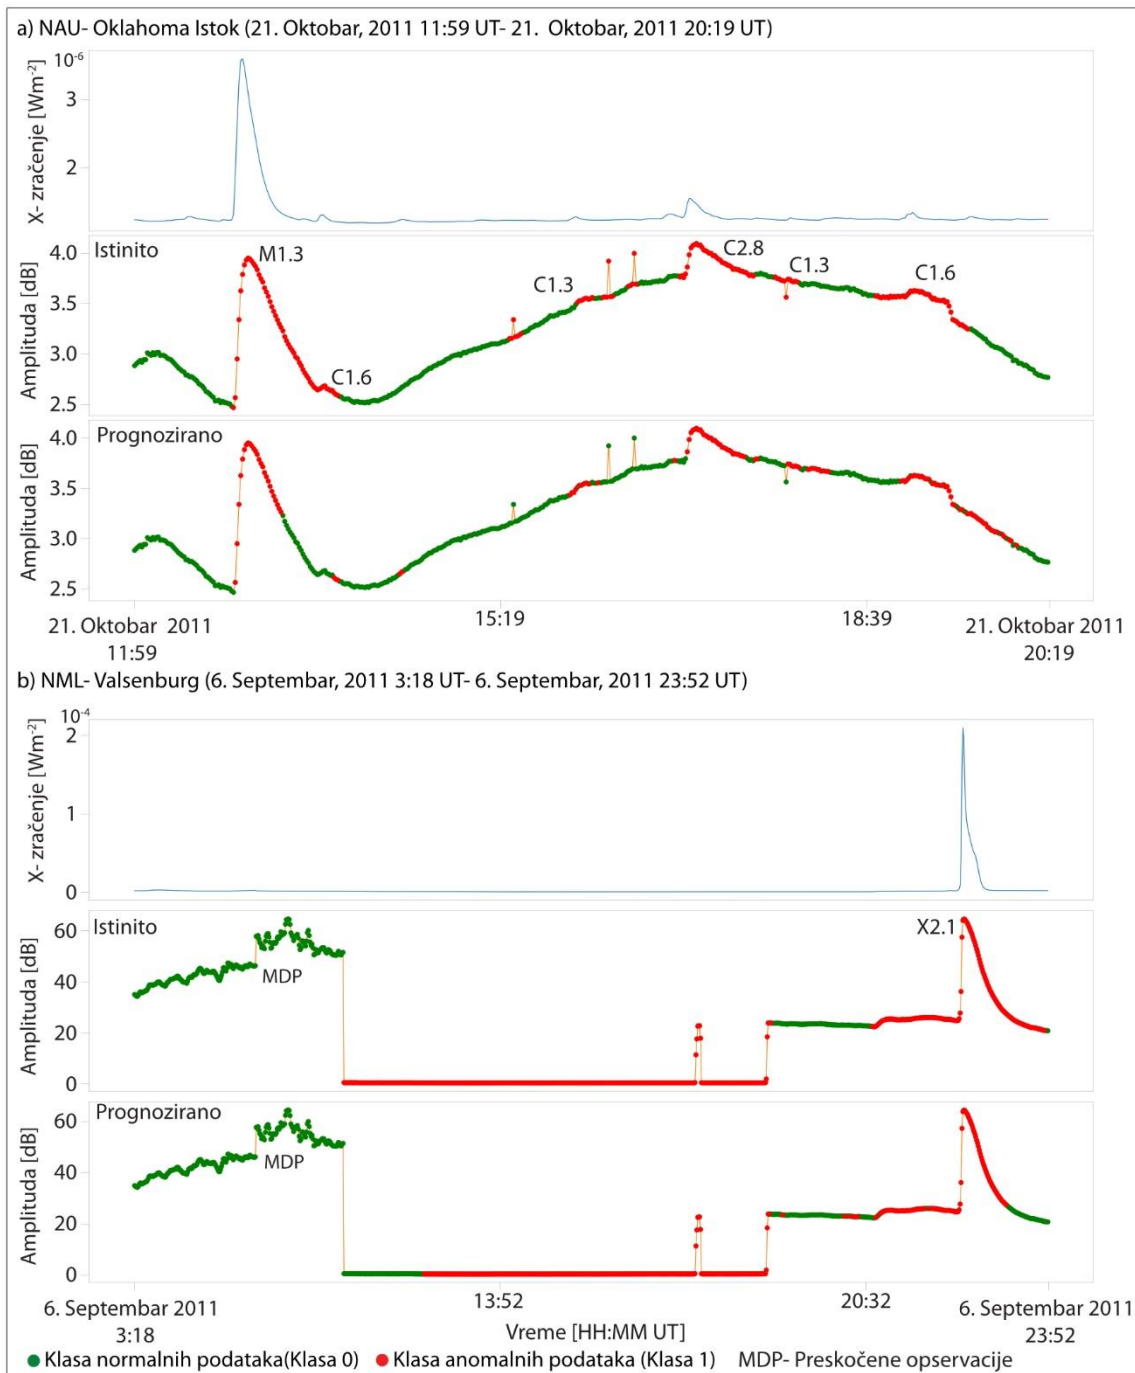 a) NAU- Oklahoma Istok (21. Oktobar, 2011 11:59 UT- 21. Oktobar, 2011 20:19 UT)
10-6
X- zračenje [Wm-2]
3
2
Istinito
Amplituda [dB]
4.0
3.5
3.0
2.5
M1.3
C1.6
C1.3
C2.8
C1.3
C1.6
Prognozirano
Amplituda [dB]
4.0
3.5
3.0
2.5
21. Oktobar 2011
11:59
15:19
18:39
21. Oktobar 2011
20:19
b) NML- Valsenburg (6. Septembar, 2011 3:18 UT- 6. Septembar, 2011 23:52 UT)
10-4
X- zračenje [Wm-2]
2
1
0
Istinito
Amplituda [dB]
60
40
20
0
MDP
X2.1
Prognozirano
Amplituda [dB]
60
40
20
0
MDP
6. Septembar 2011
3:18
13:52
20:32
6. Septembar 2011
23:52
Vreme [HH:MM UT]
Klasa normalnih podataka(Klasa 0) Klasa anomalnih podataka (Klasa 1) MDP- Preskočene opservacije